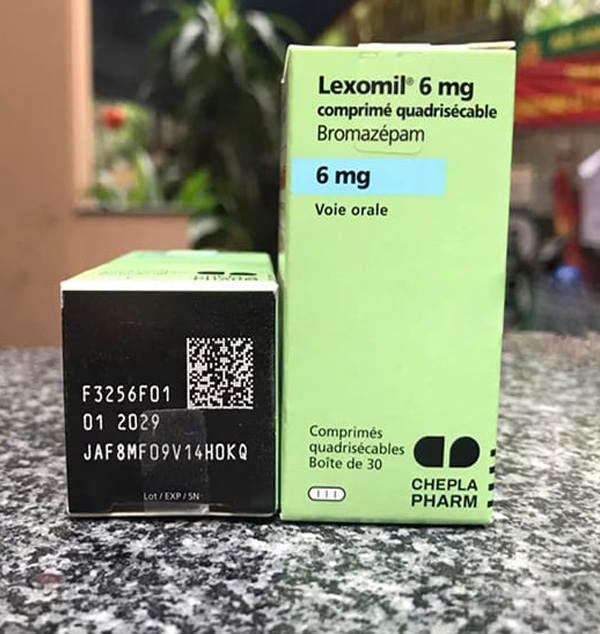 Lexomil® 6 mg
comprimé quadrisécable
Bromazépam
6 mg
Voie orale
Comprimés
quadrisécables
Boîte de 30
CHEPLA
PHARM
F3256F01
01 2029
JAF8MF09V14H0KQ
Lot / EXP / SN